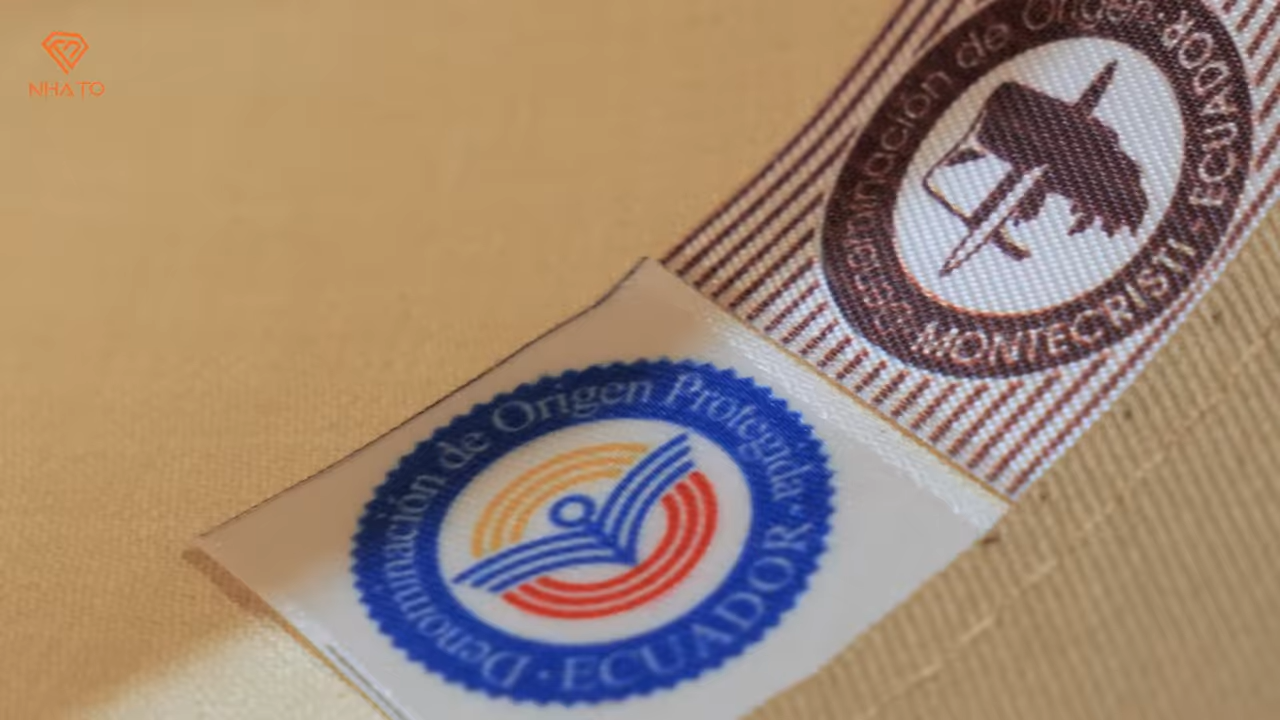 NHA TO
Denominación de Origen
MONTECRISTI - ECUADOR
Denominación de Origen Protegida
· ECUADOR ·